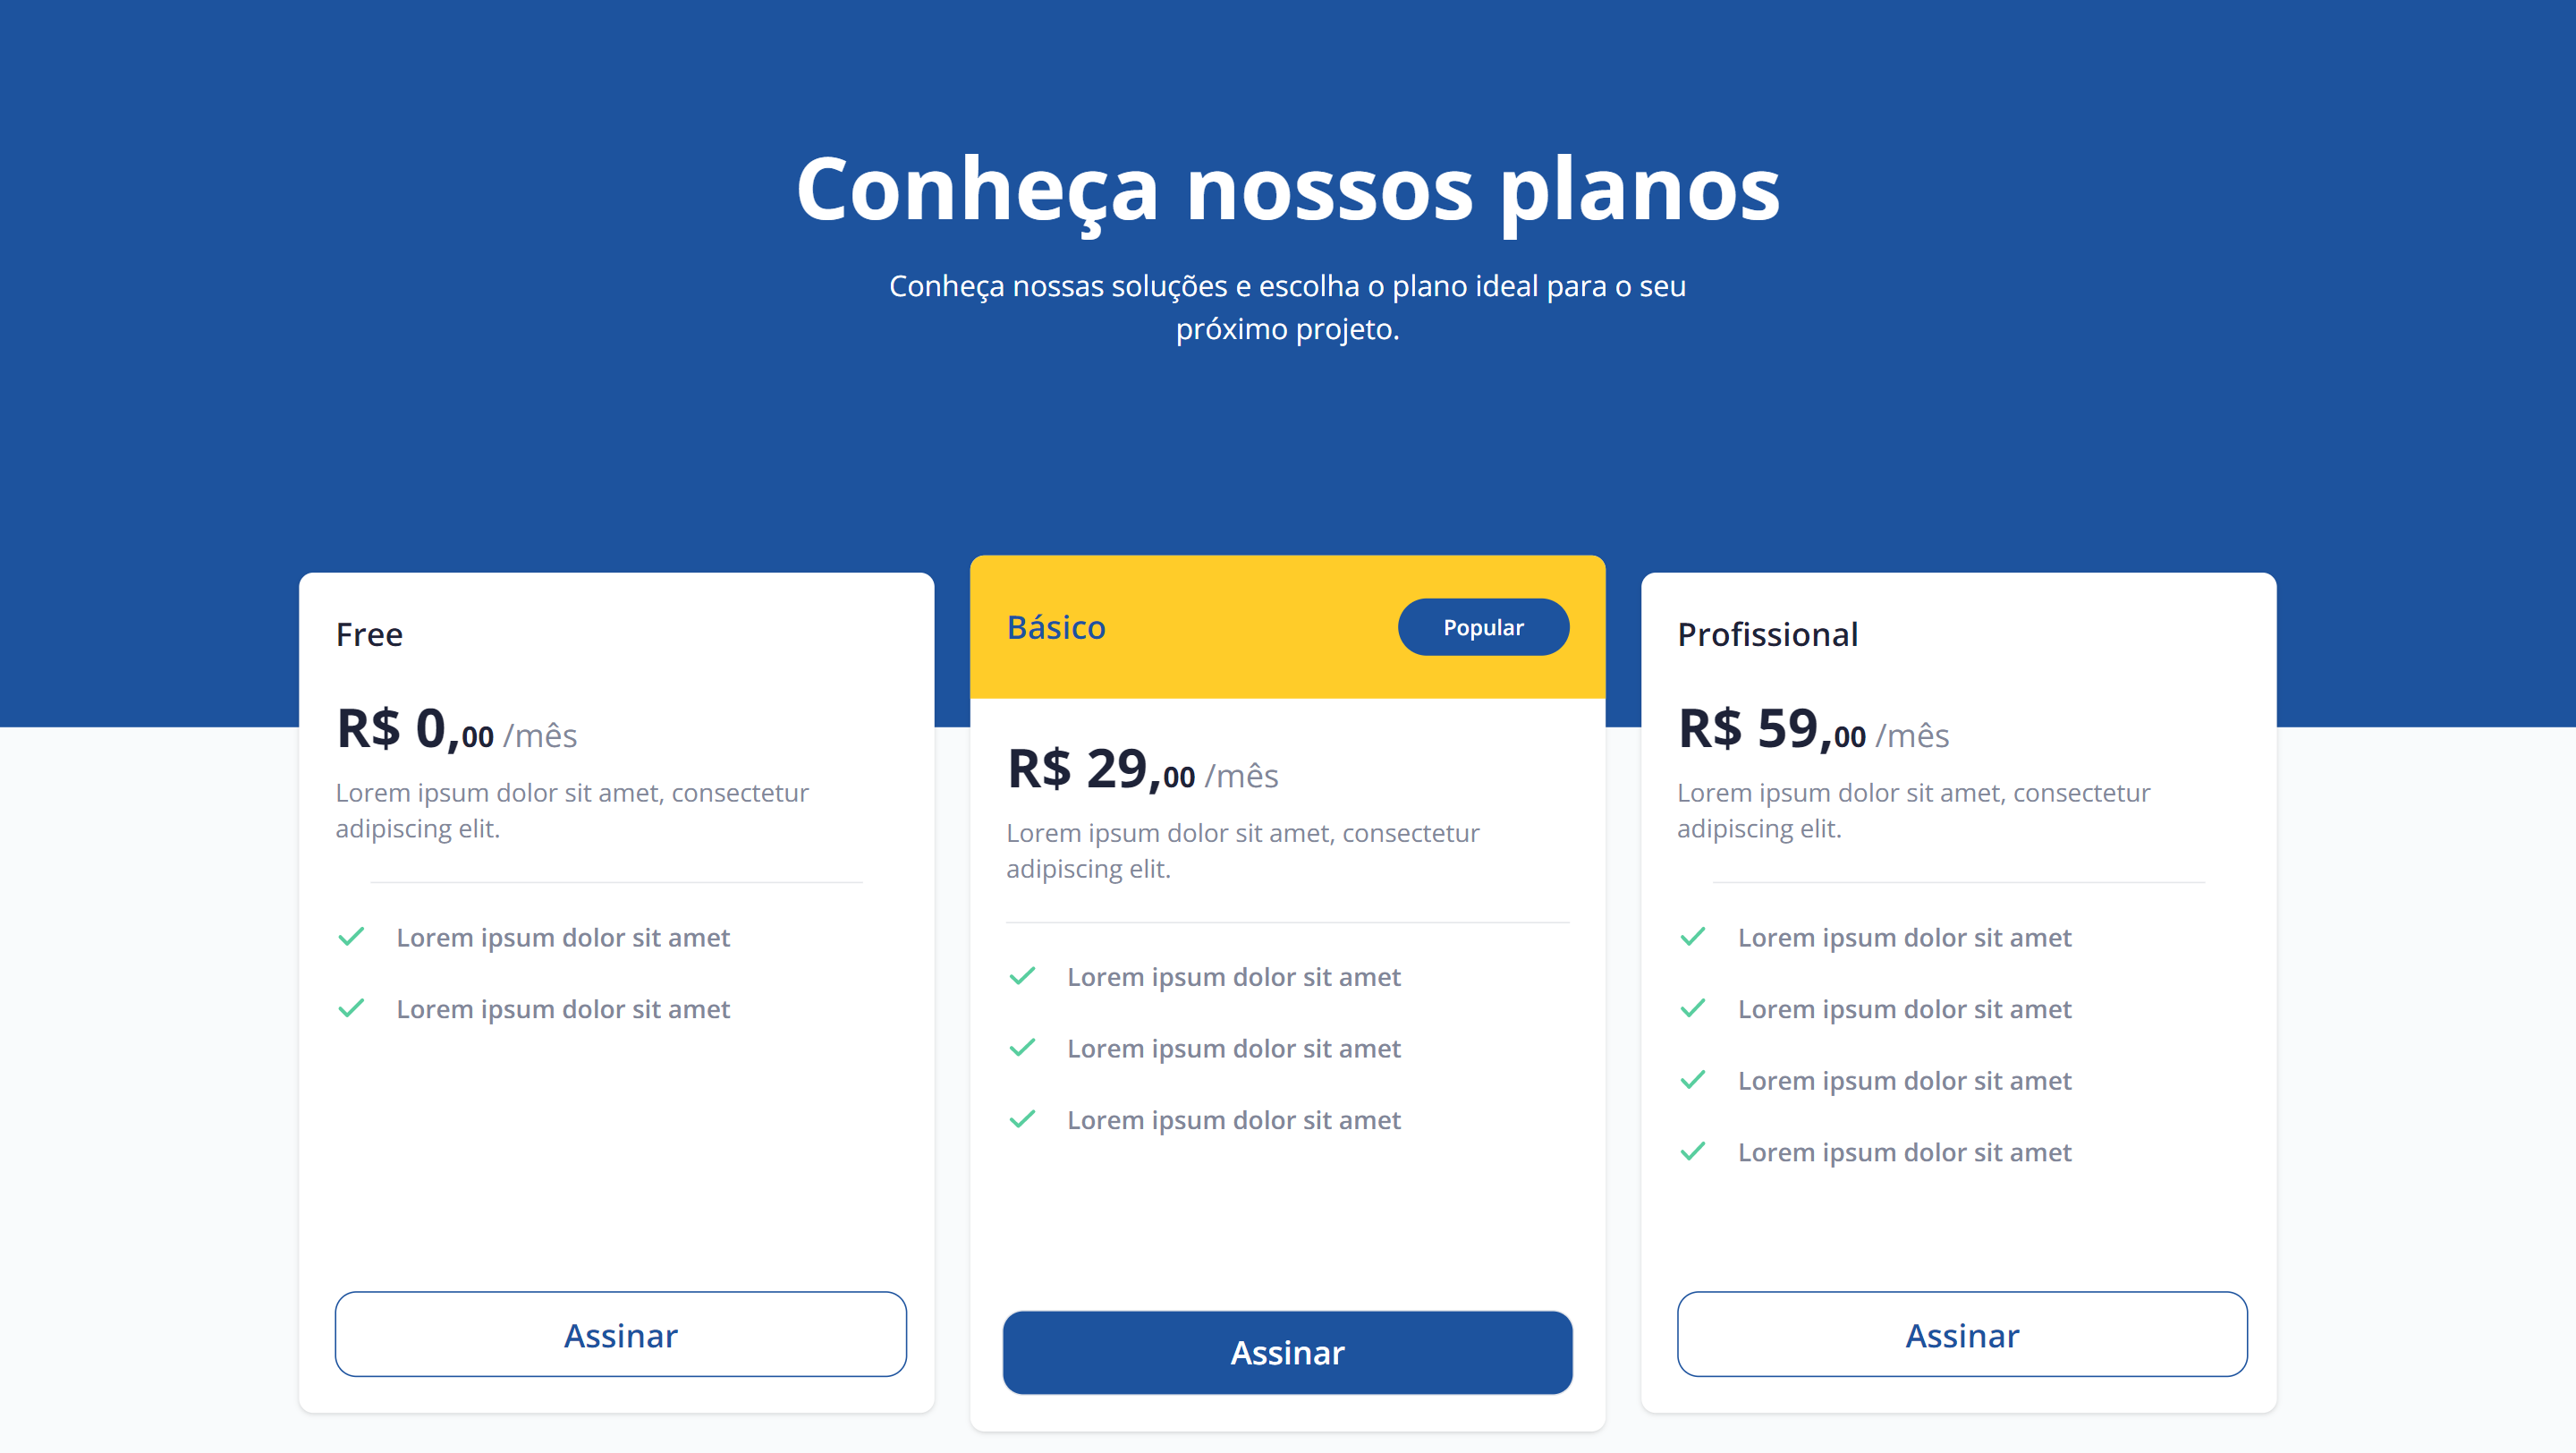 Conheça nossos planos
Conheça nossas soluções e escolha o plano ideal para o seu
próximo projeto.
Free
R$ 0,00 /mês
Lorem ipsum dolor sit amet, consectetur
adipiscing elit.
Lorem ipsum dolor sit amet
Lorem ipsum dolor sit amet
Assinar
Básico
Popular
R$ 29,00 /mês
Lorem ipsum dolor sit amet, consectetur
adipiscing elit.
Lorem ipsum dolor sit amet
Lorem ipsum dolor sit amet
Lorem ipsum dolor sit amet
Assinar
Profissional
R$ 59,00 /mês
Lorem ipsum dolor sit amet, consectetur
adipiscing elit.
Lorem ipsum dolor sit amet
Lorem ipsum dolor sit amet
Lorem ipsum dolor sit amet
Lorem ipsum dolor sit amet
Assinar